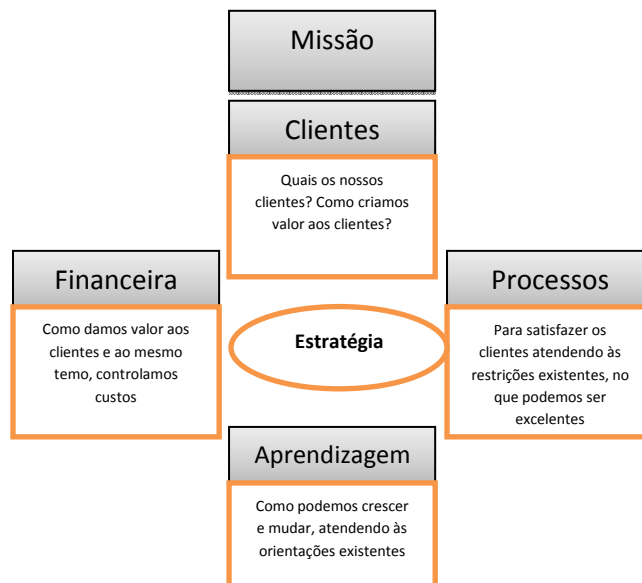 Missão
Clientes
Quais os nossos
clientes? Como criamos
valor aos clientes?
Financeira
Como damos valor aos
clientes e ao mesmo
temo, controlamos
custos
Estratégia
Processos
Para satisfazer os
clientes atendendo às
restrições existentes, no
que podemos ser
excelentes
Aprendizagem
Como podemos crescer
e mudar, atendendo às
orientações existentes